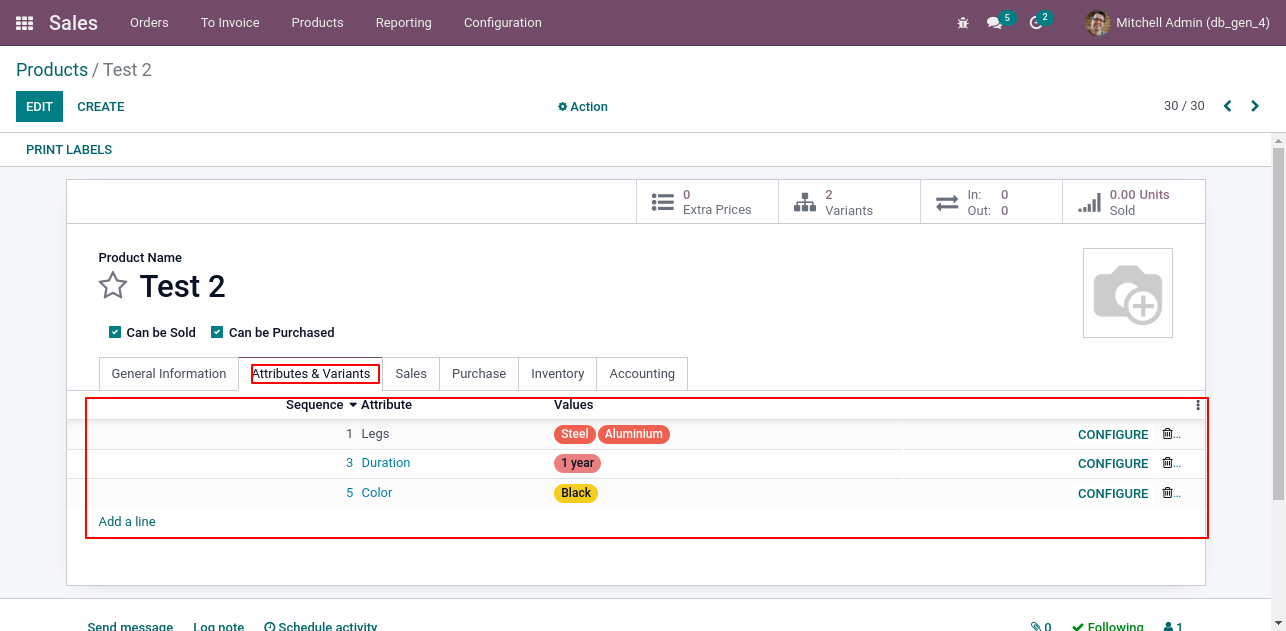 Sales Orders To Invoice Products Reporting Configuration 5 2 Mitchell Admin (db_gen_4)
Products / Test 2
EDIT CREATE Action 30 / 30
PRINT LABELS
0 Extra Prices
2 Variants
In: 0
Out: 0
0.00 Units
Sold
Product Name
Test 2
Can be Sold Can be Purchased
General Information Attributes & Variants Sales Purchase Inventory Accounting
Sequence Attribute Values
1 Legs Steel Aluminium CONFIGURE ...
3 Duration 1 year CONFIGURE ...
5 Color Black CONFIGURE ...
Add a line
Send message Log note Schedule activity 0 Following 1